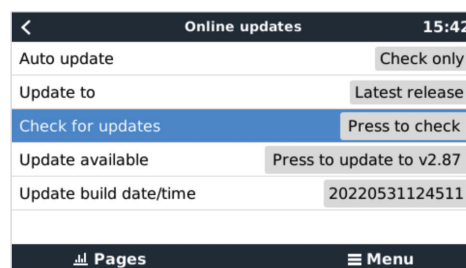 Online updates 15:42
Auto update Check only
Update to Latest release
Check for updates Press to check
Update available Press to update to v2.87
Update build date/time 20220531124511
Pages Menu